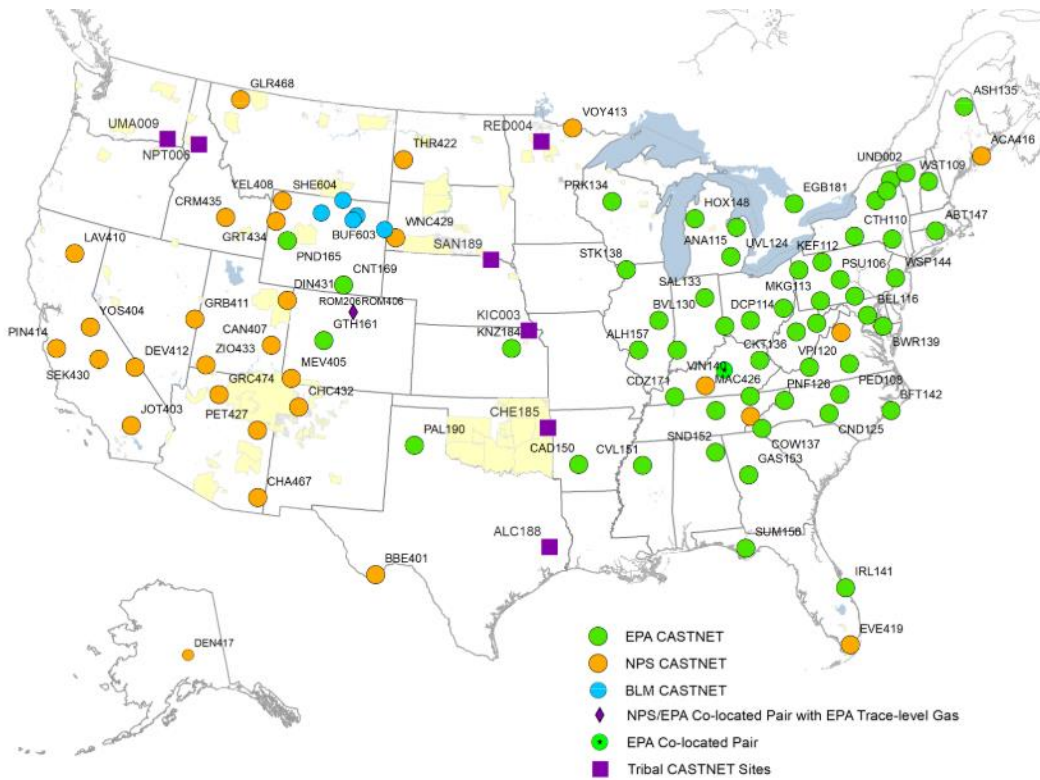 GLR468
VOY413
ASH135
UMA009
RED004
ACA416
NPT006
THR422
UND002
WST109
YEL408
SHE604
PRK134
EGB181
CRM435
HOX148
WNC429
CTH110
ABT147
GRT434
BUF603
ANA115
UVL124
KEF112
LAV410
PND165
SAN189
STK138
PSU106
WSP144
CNT169
SAL133
MKG113
DIN431
BVL130
DCP114
BEL116
YOS404
GRB411
ROM206ROM406
KIC003
PIN414
CAN407
GTH161
KNZ184
ALH157
CKT136
BWR139
SEK430
DEV412
ZIO433
MEV405
VIN140
VPI120
GRC474
CDZ171
MAC426
PNF126
PED108
JOT403
PET427
CHC432
CHE185
BFT142
PAL190
CAD150
CVL151
SND152
COW137
CND125
GAS153
CHA467
ALC188
SUM156
BBE401
IRL141
EVE419
DEN417
EPA CASTNET
NPS CASTNET
BLM CASTNET
NPS/EPA Co-located Pair with EPA Trace-level Gas
EPA Co-located Pair
Tribal CASTNET Sites